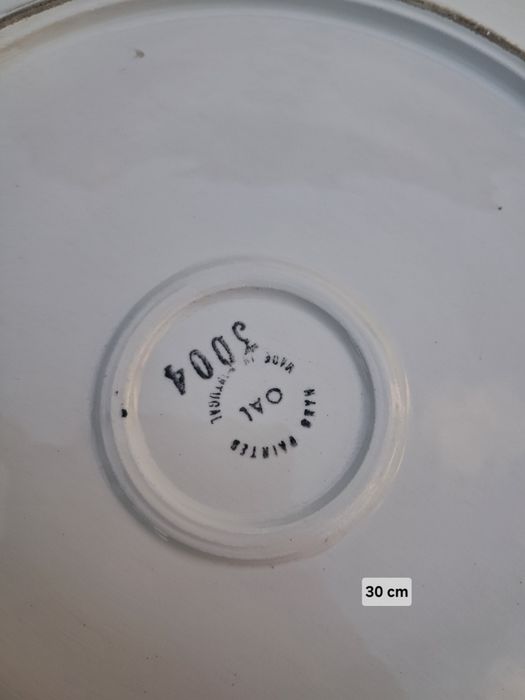 3004
MADE IN PORTUGAL
OAL
HAND PAINTED
30 cm